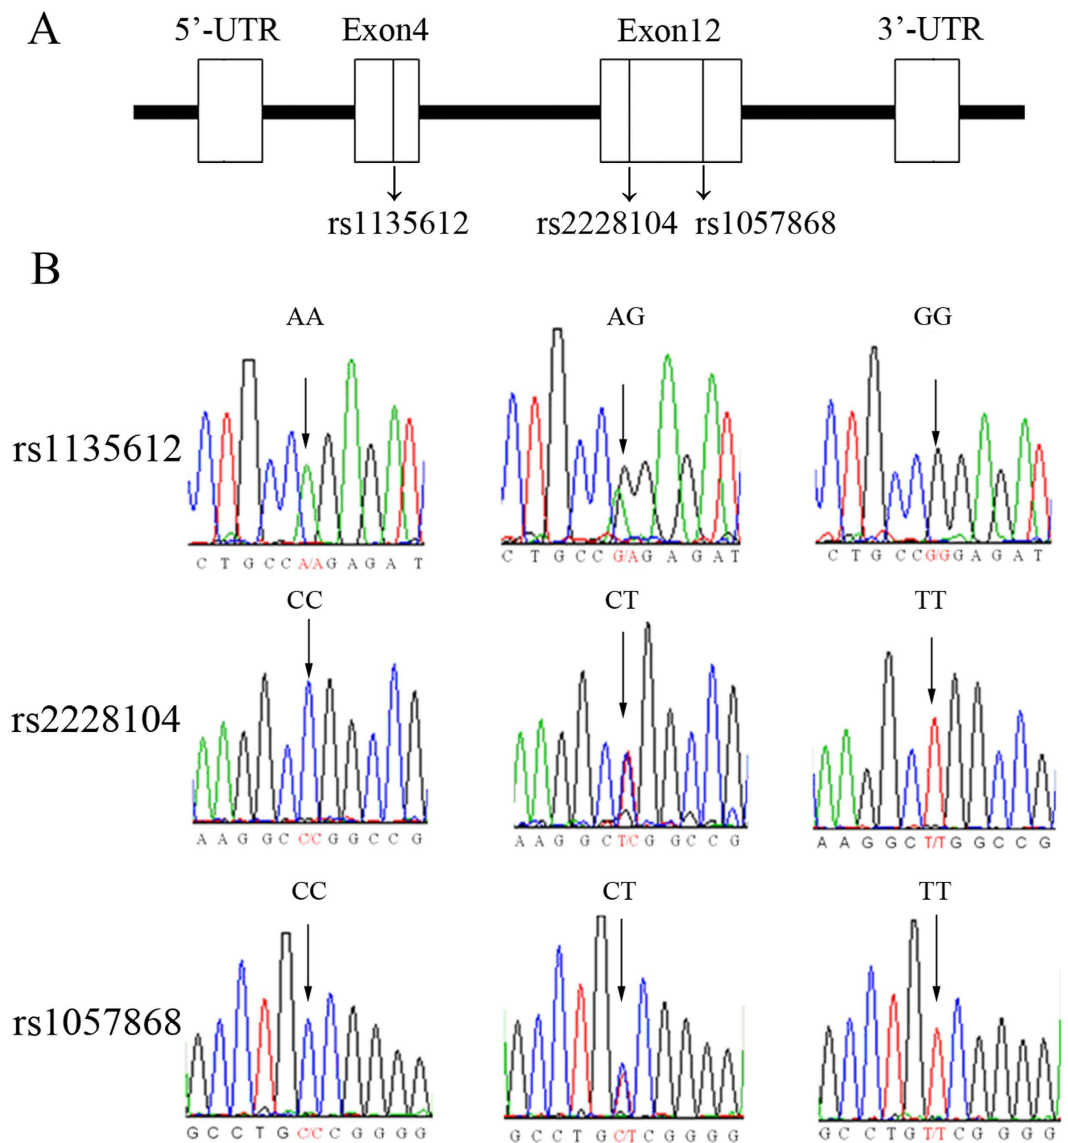 A
5’-UTR Exon4 Exon12 3’-UTR
rs1135612 rs2228104 rs1057868
B
AA AG GG
rs1135612
C T G C C A/A G A G A T
C T G C C G/A G A G A T
C T G C C G/G G A G A T
CC CT TT
rs2228104
A A G G C C/C G G C C G
A A G G C T/C G G C C G
A A G G C T/T G G C C G
CC CT TT
rs1057868
G C C T G C/C C G G G G
G C C T G C/T C G G G G
G C C T G T/T C G G G G